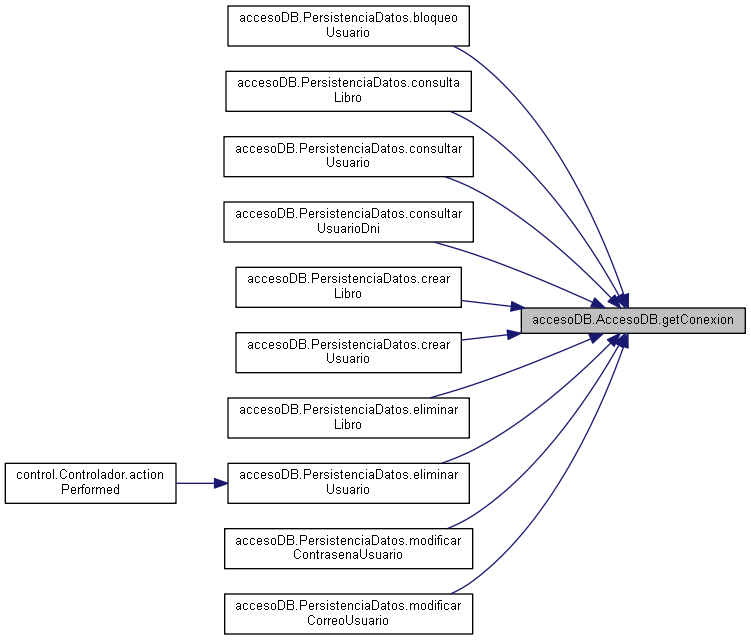 accesoDB.PersistenciaDatos.bloqueo
Usuario
accesoDB.PersistenciaDatos.consulta
Libro
accesoDB.PersistenciaDatos.consultar
Usuario
accesoDB.PersistenciaDatos.consultar
UsuarioDni
accesoDB.PersistenciaDatos.crear
Libro
accesoDB.AccesoDB.getConexion
accesoDB.PersistenciaDatos.crear
Usuario
accesoDB.PersistenciaDatos.eliminar
Libro
control.Controlador.action
Performed
accesoDB.PersistenciaDatos.eliminar
Usuario
accesoDB.PersistenciaDatos.modificar
ContrasenaUsuario
accesoDB.PersistenciaDatos.modificar
CorreoUsuario